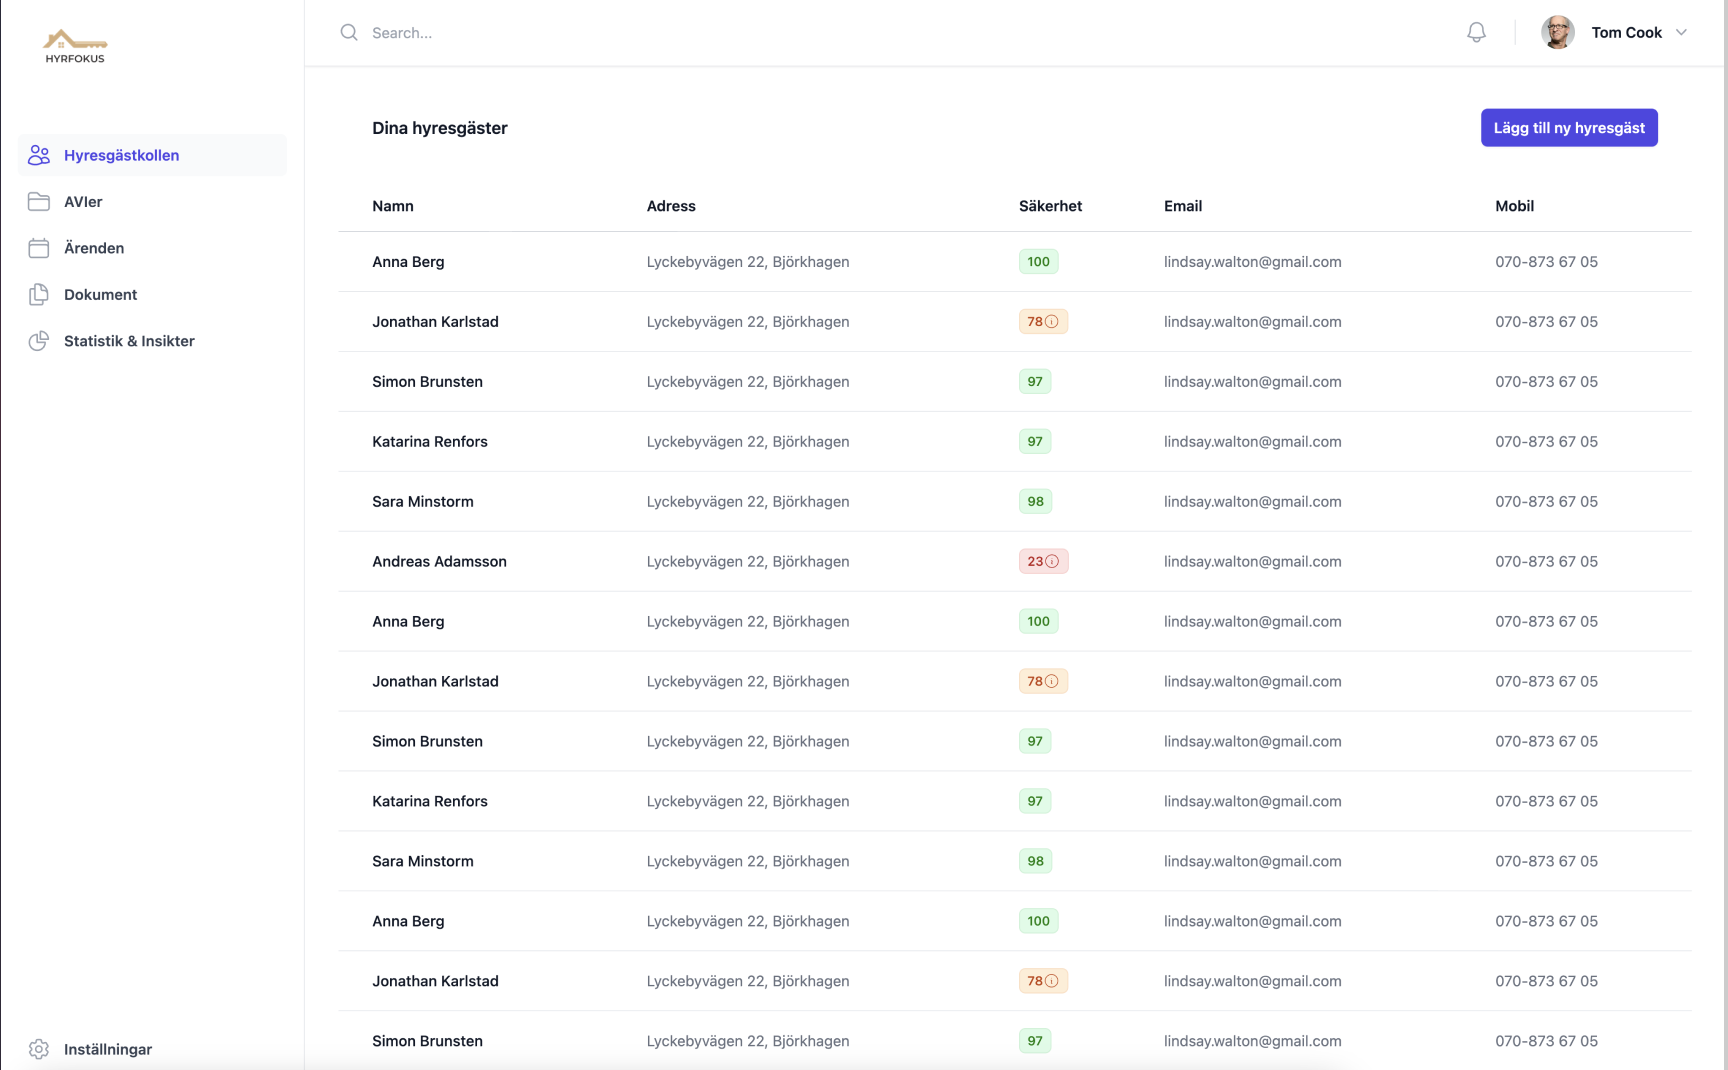 HYRFOKUS
Search...
Tom Cook
Hyresgästkollen
AVIer
Ärenden
Dokument
Statistik & Insikter
Inställningar
Dina hyresgäster
Lägg till ny hyresgäst
Namn Adress Säkerhet Email Mobil
Anna Berg Lyckebyvägen 22, Björkhagen 100 lindsay.walton@gmail.com 070-873 67 05
Jonathan Karlstad Lyckebyvägen 22, Björkhagen 78 lindsay.walton@gmail.com 070-873 67 05
Simon Brunsten Lyckebyvägen 22, Björkhagen 97 lindsay.walton@gmail.com 070-873 67 05
Katarina Renfors Lyckebyvägen 22, Björkhagen 97 lindsay.walton@gmail.com 070-873 67 05
Sara Minstorm Lyckebyvägen 22, Björkhagen 98 lindsay.walton@gmail.com 070-873 67 05
Andreas Adamsson Lyckebyvägen 22, Björkhagen 23 lindsay.walton@gmail.com 070-873 67 05
Anna Berg Lyckebyvägen 22, Björkhagen 100 lindsay.walton@gmail.com 070-873 67 05
Jonathan Karlstad Lyckebyvägen 22, Björkhagen 78 lindsay.walton@gmail.com 070-873 67 05
Simon Brunsten Lyckebyvägen 22, Björkhagen 97 lindsay.walton@gmail.com 070-873 67 05
Katarina Renfors Lyckebyvägen 22, Björkhagen 97 lindsay.walton@gmail.com 070-873 67 05
Sara Minstorm Lyckebyvägen 22, Björkhagen 98 lindsay.walton@gmail.com 070-873 67 05
Anna Berg Lyckebyvägen 22, Björkhagen 100 lindsay.walton@gmail.com 070-873 67 05
Jonathan Karlstad Lyckebyvägen 22, Björkhagen 78 lindsay.walton@gmail.com 070-873 67 05
Simon Brunsten Lyckebyvägen 22, Björkhagen 97 lindsay.walton@gmail.com 070-873 67 05